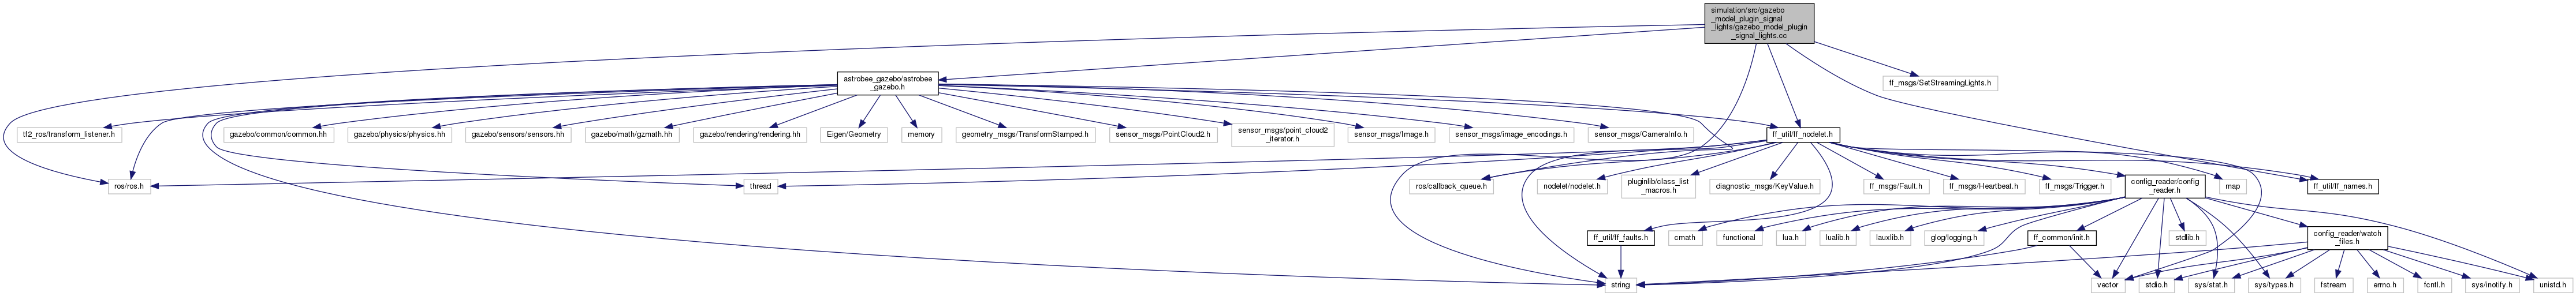 simulation/src/gazebo
_model_plugin_signal
_lights/gazebo_model_plugin
_signal_lights.cc
astrobee_gazebo/astrobee
_gazebo.h
ff_msgs/SetStreamingLights.h
tf2_ros/transform_listener.h
gazebo/common/common.hh
gazebo/physics/physics.hh
gazebo/sensors/sensors.hh
gazebo/math/gzmath.hh
gazebo/rendering/rendering.hh
Eigen/Geometry
memory
geometry_msgs/TransformStamped.h
sensor_msgs/PointCloud2.h
sensor_msgs/point_cloud2
_iterator.h
sensor_msgs/Image.h
sensor_msgs/image_encodings.h
sensor_msgs/CameraInfo.h
ff_util/ff_nodelet.h
ros/ros.h
thread
ros/callback_queue.h
nodelet/nodelet.h
pluginlib/class_list
_macros.h
diagnostic_msgs/KeyValue.h
ff_msgs/Fault.h
ff_msgs/Heartbeat.h
ff_msgs/Trigger.h
config_reader/config
_reader.h
map
ff_util/ff_names.h
ff_util/ff_faults.h
cmath
functional
lua.h
lualib.h
lauxlib.h
glog/logging.h
ff_common/init.h
stdlib.h
config_reader/watch
_files.h
string
vector
stdio.h
sys/stat.h
sys/types.h
fstream
errno.h
fcntl.h
sys/inotify.h
unistd.h